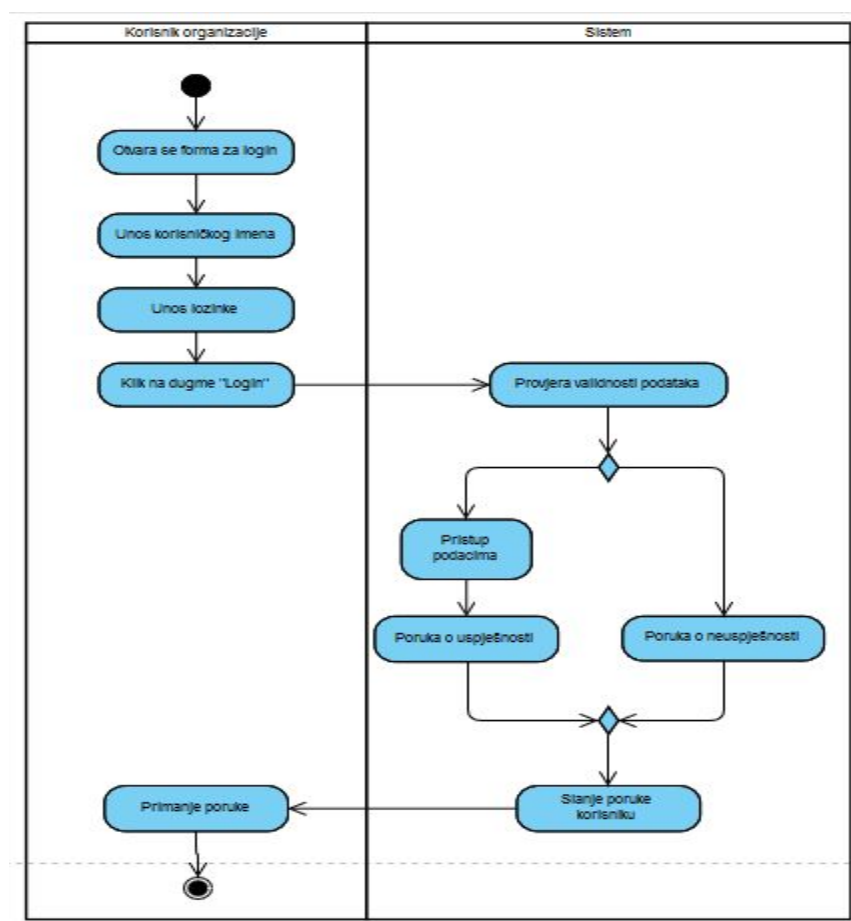 Korisnik organizacije
Sistem
Otvara se forma za login
Unos korisničkog imena
Unos lozinke
Klik na dugme "Login"
Provjera validnosti podataka
Pristup
podacima
Poruka o uspješnosti
Poruka o neuspješnosti
Slanje poruke
korisniku
Primanje poruke